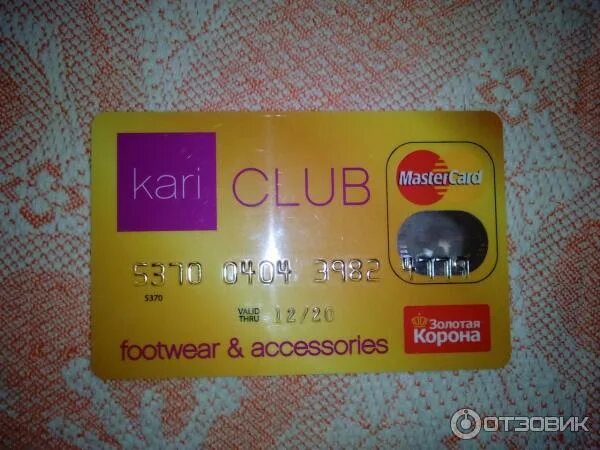 kari CLUB
MasterCard
5370 0404 3982
5370
VALID THRU 12/20
Золотая
Корона
footwear & accessories
ОТЗОВИК